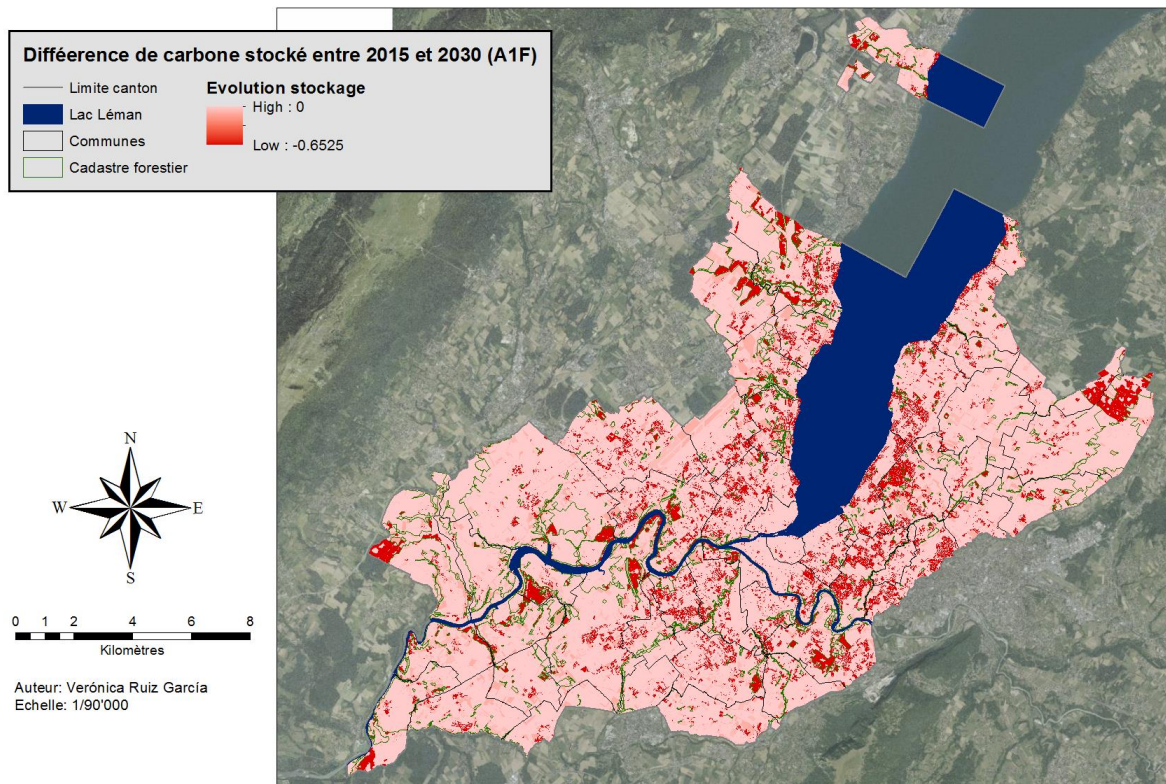 Difféerence de carbone stocké entre 2015 et 2030 (A1F)
Limite canton
Lac Léman
Communes
Cadastre forestier
Evolution stockage
High : 0
Low : -0.6525
N
W
E
S
0 1 2 4 6 8
Kilomètres
Auteur: Verónica Ruiz García
Echelle: 1/90'000